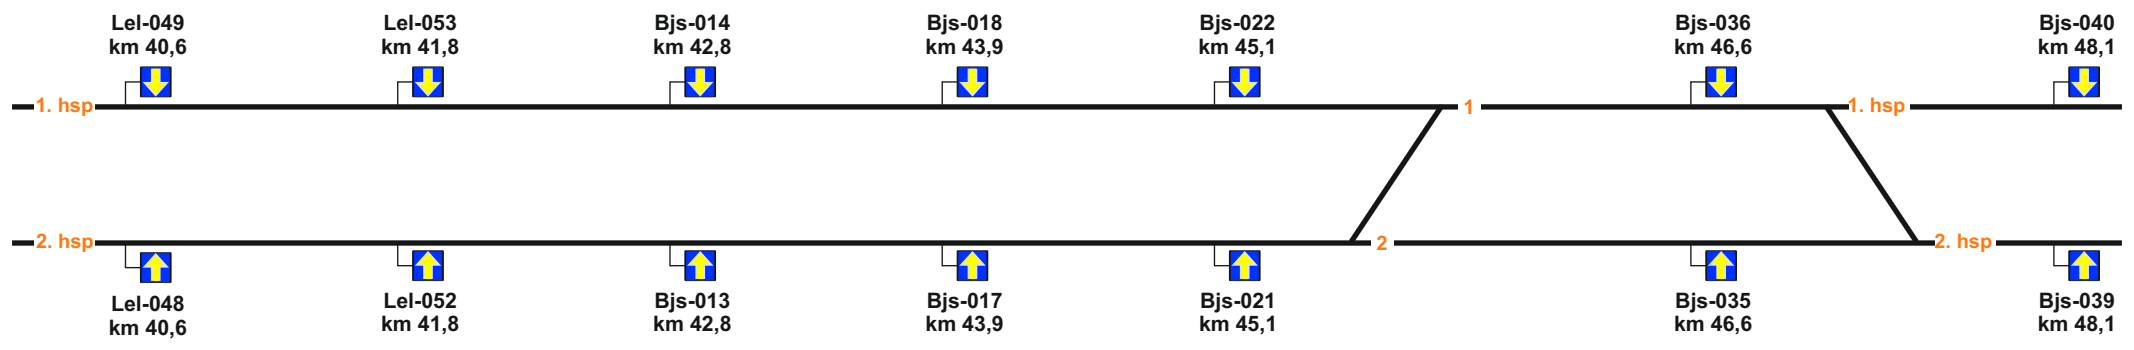 Lel-049
km 40,6
Lel-053
km 41,8
Bjs-014
km 42,8
Bjs-018
km 43,9
Bjs-022
km 45,1
Bjs-036
km 46,6
Bjs-040
km 48,1
1. hsp
1
1. hsp
2. hsp
2
2. hsp
Lel-048
km 40,6
Lel-052
km 41,8
Bjs-013
km 42,8
Bjs-017
km 43,9
Bjs-021
km 45,1
Bjs-035
km 46,6
Bjs-039
km 48,1